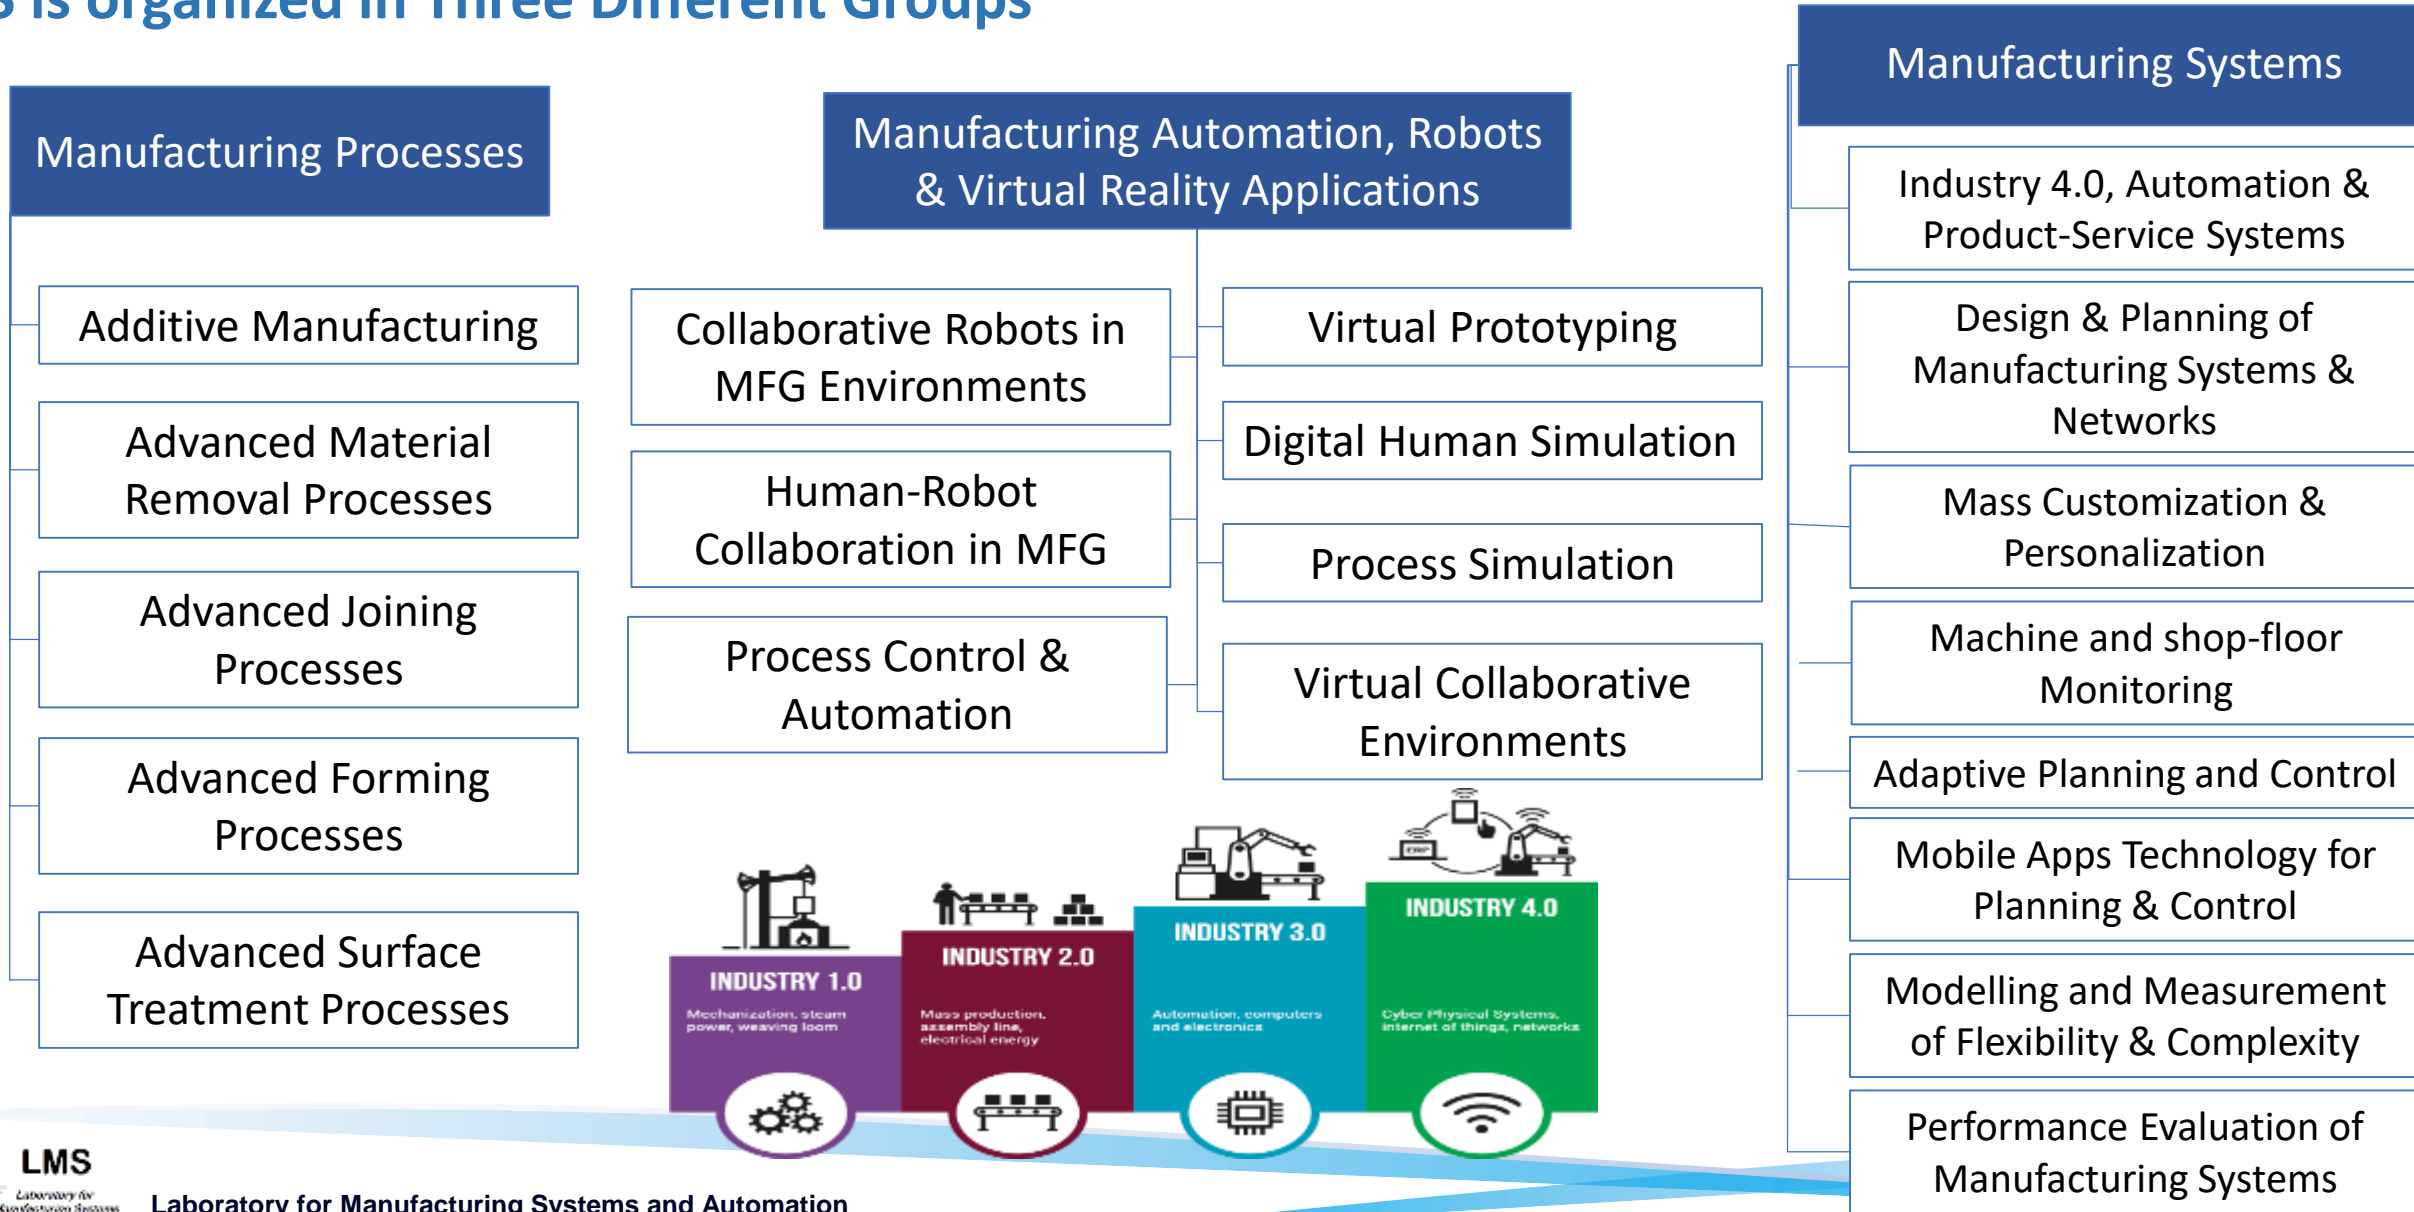 S is organized in Three Different Groups
Manufacturing Processes
Additive Manufacturing
Advanced Material
Removal Processes
Advanced Joining
Processes
Advanced Forming
Processes
Advanced Surface
Treatment Processes
Manufacturing Automation, Robots
& Virtual Reality Applications
Collaborative Robots in
MFG Environments
Human-Robot
Collaboration in MFG
Process Control &
Automation
Virtual Prototyping
Digital Human Simulation
Process Simulation
Virtual Collaborative
Environments
Manufacturing Systems
Industry 4.0, Automation &
Product-Service Systems
Design & Planning of
Manufacturing Systems &
Networks
Mass Customization &
Personalization
Machine and shop-floor
Monitoring
Adaptive Planning and Control
Mobile Apps Technology for
Planning & Control
Modelling and Measurement
of Flexibility & Complexity
Performance Evaluation of
Manufacturing Systems
INDUSTRY 1.0
Mechanization, steam
power, weaving loom
INDUSTRY 2.0
Mass production,
assembly line,
electrical energy
INDUSTRY 3.0
Automation, computers
and electronics
ERP
INDUSTRY 4.0
Cyber Physical Systems,
internet of things, networks
LMS
Laboratory for
Manufacturing Systems
Laboratory for Manufacturing Systems and Automation